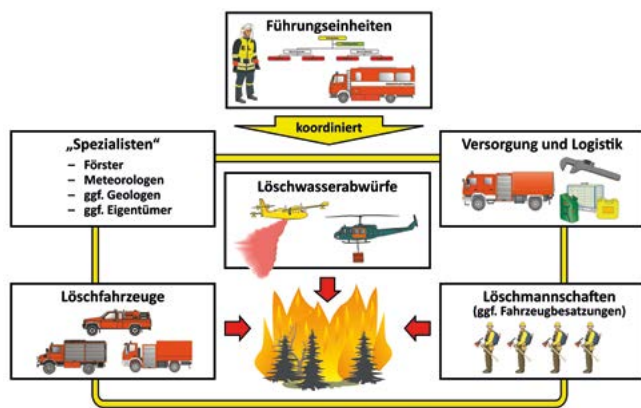 Führungseinheiten
koordiniert
„Spezialisten“
– Förster
– Meteorologen
– ggf. Geologen
– ggf. Eigentümer
Versorgung und Logistik
Löschwasserabwürfe
Löschfahrzeuge
Löschmannschaften
(ggf. Fahrzeugbesatzungen)